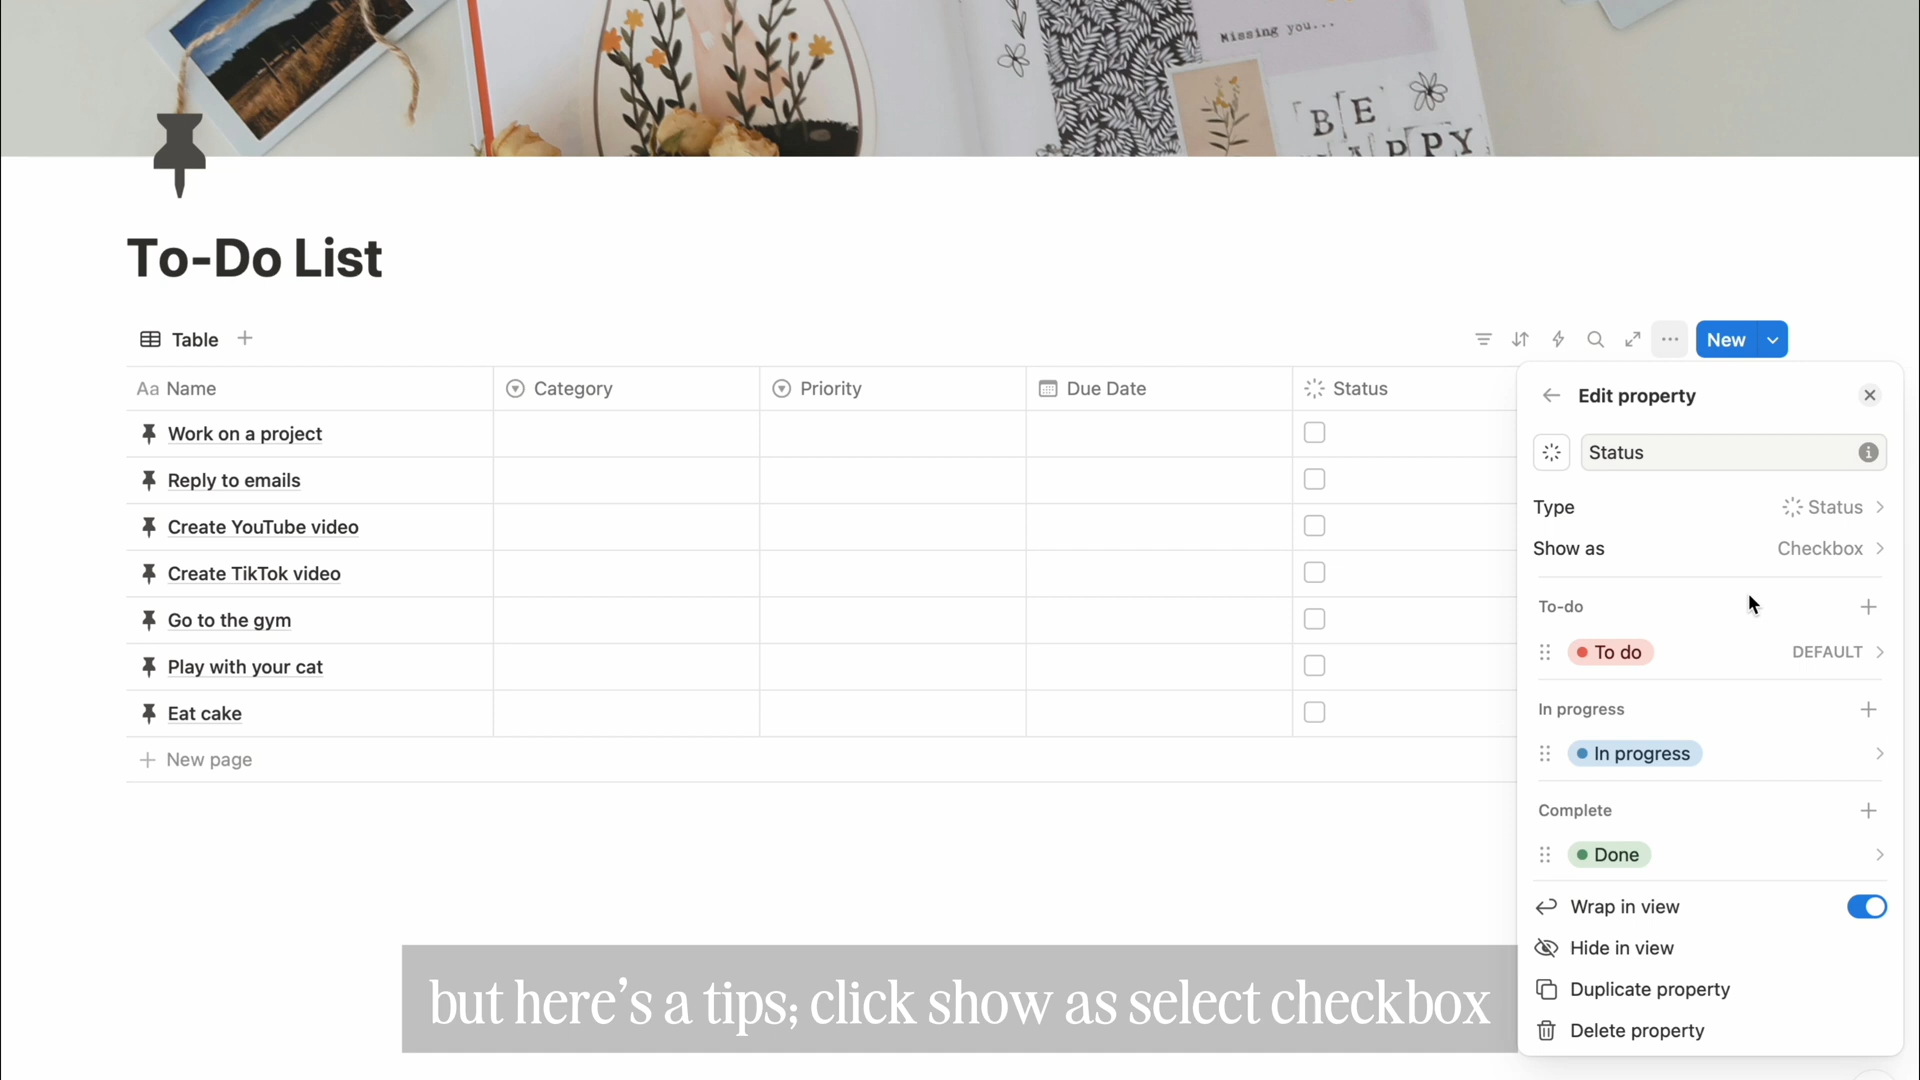 Missing you...
BE
HAPPY
To-Do List
Table
New
Aa Name
Category
Priority
Due Date
Status
Work on a project
Reply to emails
Create YouTube video
Create TikTok video
Go to the gym
Play with your cat
Eat cake
New page
Edit property
Status
Type
Status
Show as
Checkbox
To-do
To do
DEFAULT
In progress
In progress
Complete
Done
Wrap in view
Hide in view
Duplicate property
Delete property
but here’s a tips; click show as select checkbox